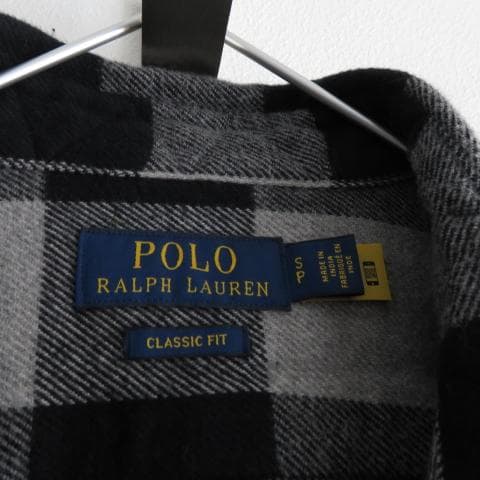 POLO
RALPH LAUREN
CLASSIC FIT
S
P
MADE IN
INDIA
FABRIQUÉ EN
INDE